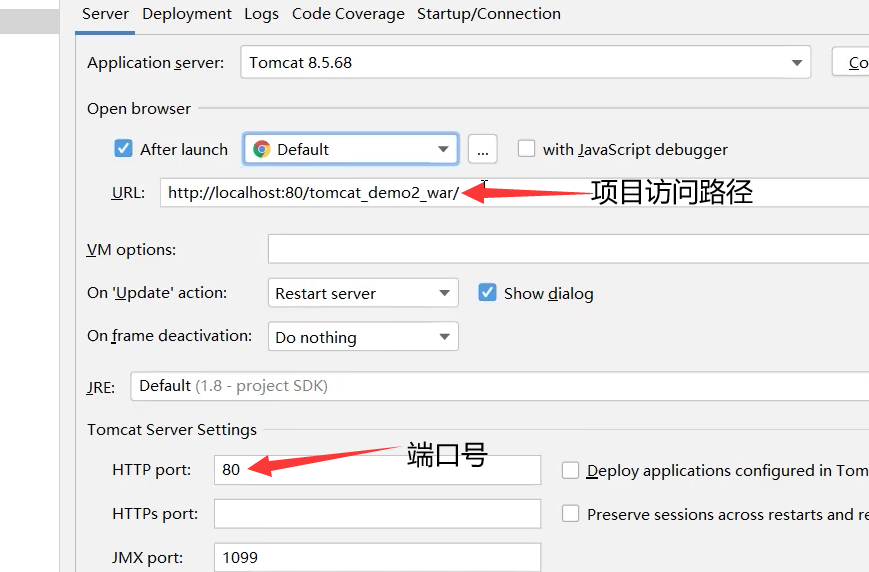 Server Deployment Logs Code Coverage Startup/Connection
Application server: Tomcat 8.5.68 Co
Open browser
After launch Default ... with JavaScript debugger
URL: http://localhost:80/tomcat_demo2_war/ 项目访问路径
VM options:
On 'Update' action: Restart server Show dialog
On frame deactivation: Do nothing
JRE: Default (1.8 - project SDK)
Tomcat Server Settings
端口号
HTTP port: 80 Deploy applications configured in Tom
HTTPs port: Preserve sessions across restarts and re
JMX port: 1099